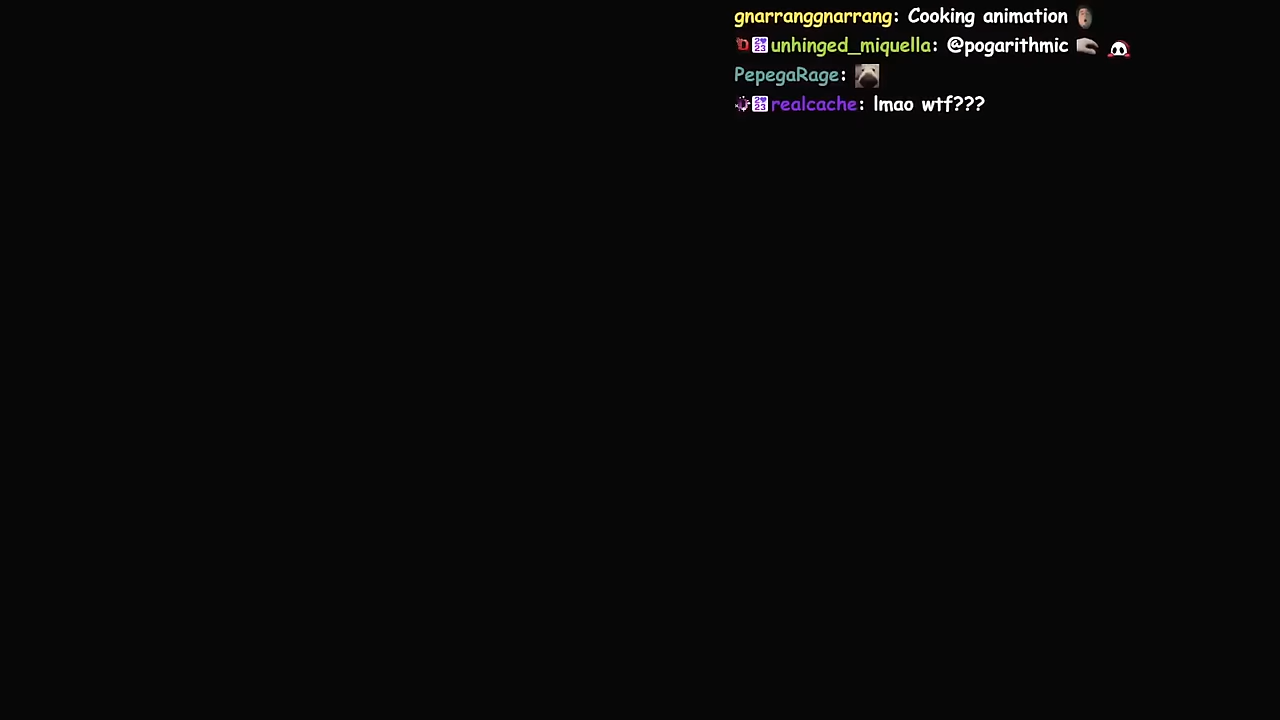 gnarranggnarrang: Cooking animation
unhinged_miquella: @pogarithmic
PepegaRage:
realcache: lmao wtf???